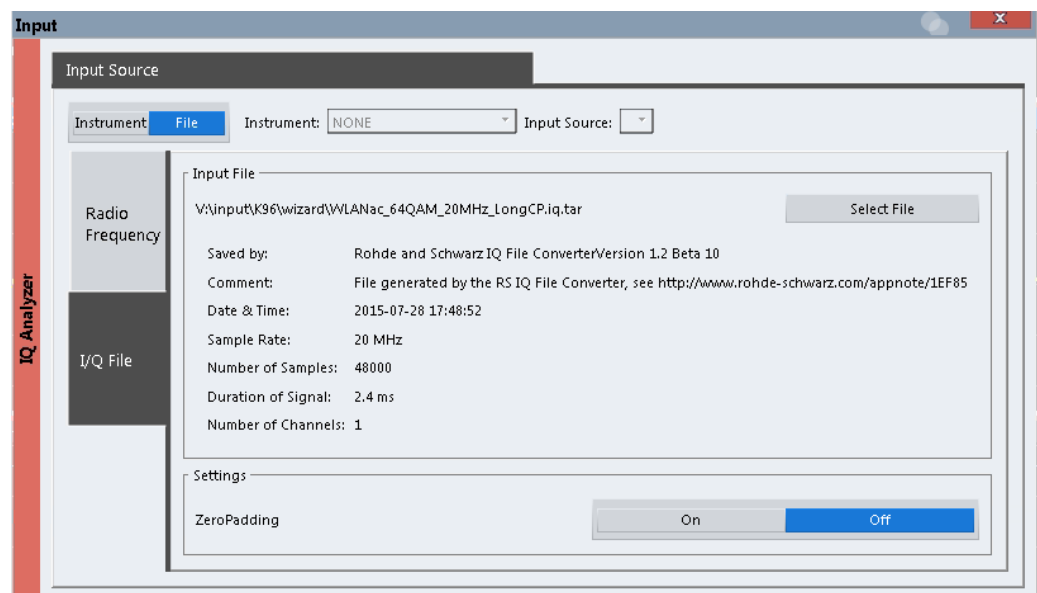 Input
X
Input Source
Instrument File Instrument: NONE Input Source:
Radio
Frequency
I/Q File
IQ Analyzer
Input File
V:\input\K96\wizard\WLANac_64QAM_20MHz_LongCP.iq.tar Select File
Saved by: Rohde and Schwarz IQ File ConverterVersion 1.2 Beta 10
Comment: File generated by the RS IQ File Converter, see http://www.rohde-schwarz.com/appnote/1EF85
Date & Time: 2015-07-28 17:48:52
Sample Rate: 20 MHz
Number of Samples: 48000
Duration of Signal: 2.4 ms
Number of Channels: 1
Settings
ZeroPadding On Off